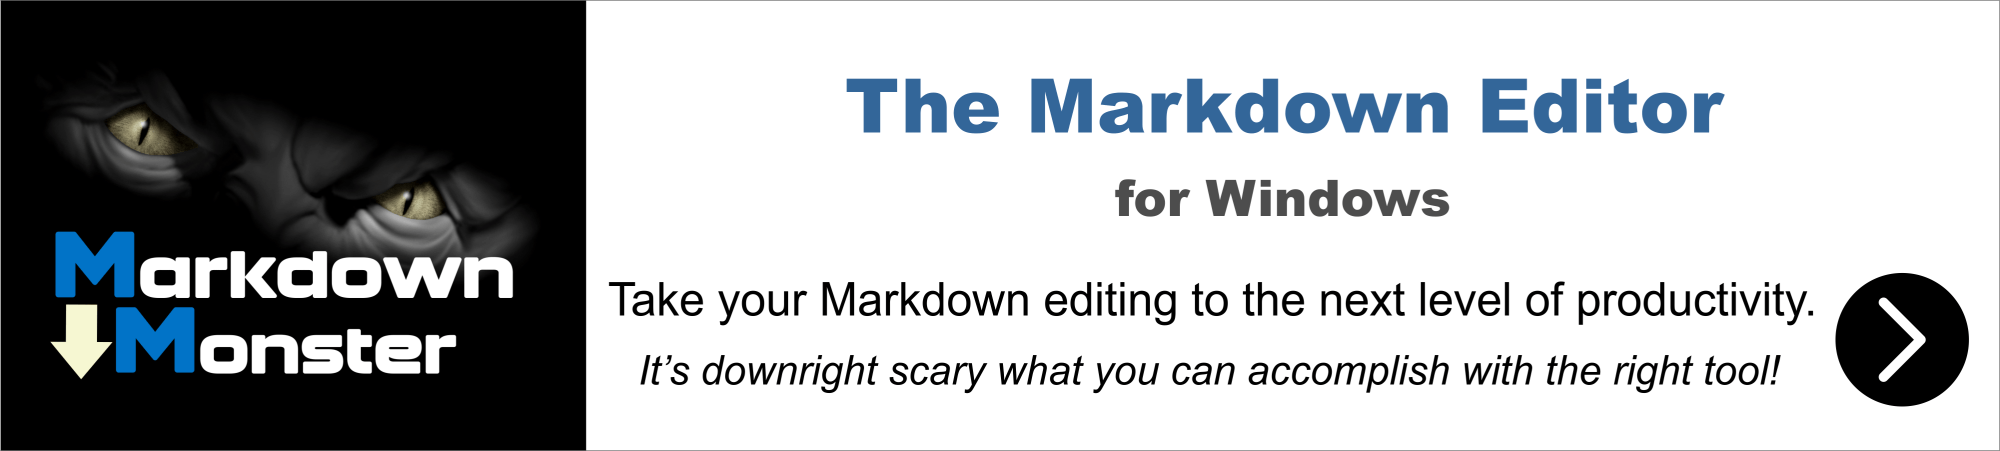 Markdown
Monster
The Markdown Editor
for Windows
Take your Markdown editing to the next level of productivity.
It’s downright scary what you can accomplish with the right tool!